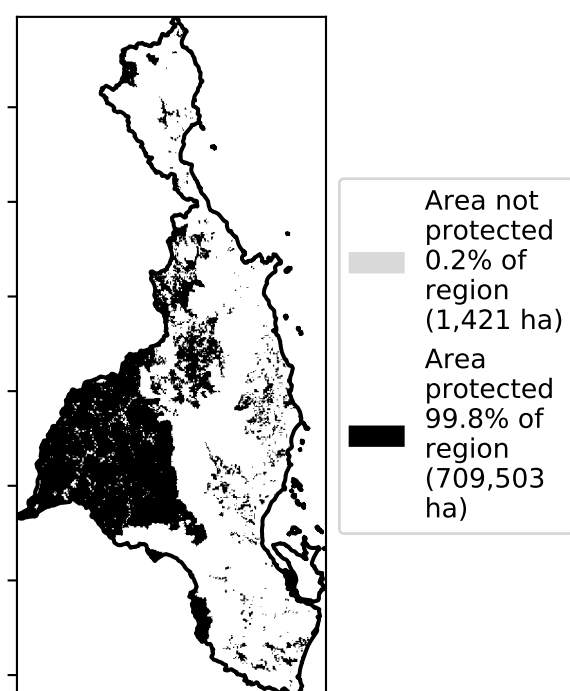 Area not
protected
0.2% of
region
(1,421 ha)
Area
protected
99.8% of
region
(709,503
ha)